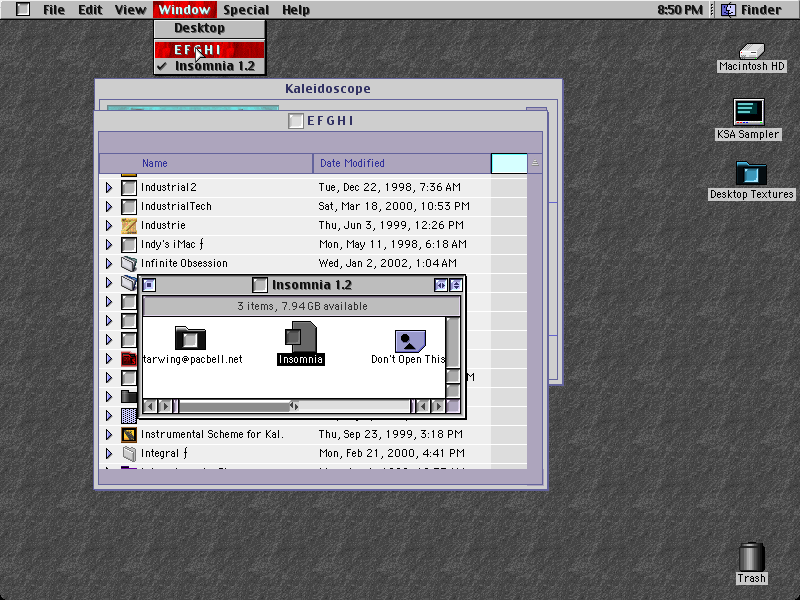 File Edit View Window Special Help 8:50 PM Finder
Desktop
EFGHI
✓ Insomnia 1.2
Macintosh HD
KSA Sampler
Desktop Textures
Kaleidoscope
EFGHI
Name Date Modified
Industrial2 Tue, Dec 22, 1998, 7:36 AM
IndustrialTech Sat, Mar 18, 2000, 10:53 PM
Industrie Thu, Jun 3, 1999, 12:26 PM
Indy's iMac ƒ Mon, May 11, 1998, 6:18 AM
Infinite Obsession Wed, Jan 2, 2002, 1:04 AM
Insomnia 1.2
3 items, 7.94 GB available
tarwing@pacbell.net Insomnia Don't Open This
M
Instrumental Scheme for Kal. Thu, Sep 23, 1999, 3:18 PM
Integral ƒ Mon, Feb 21, 2000, 4:41 PM
Trash